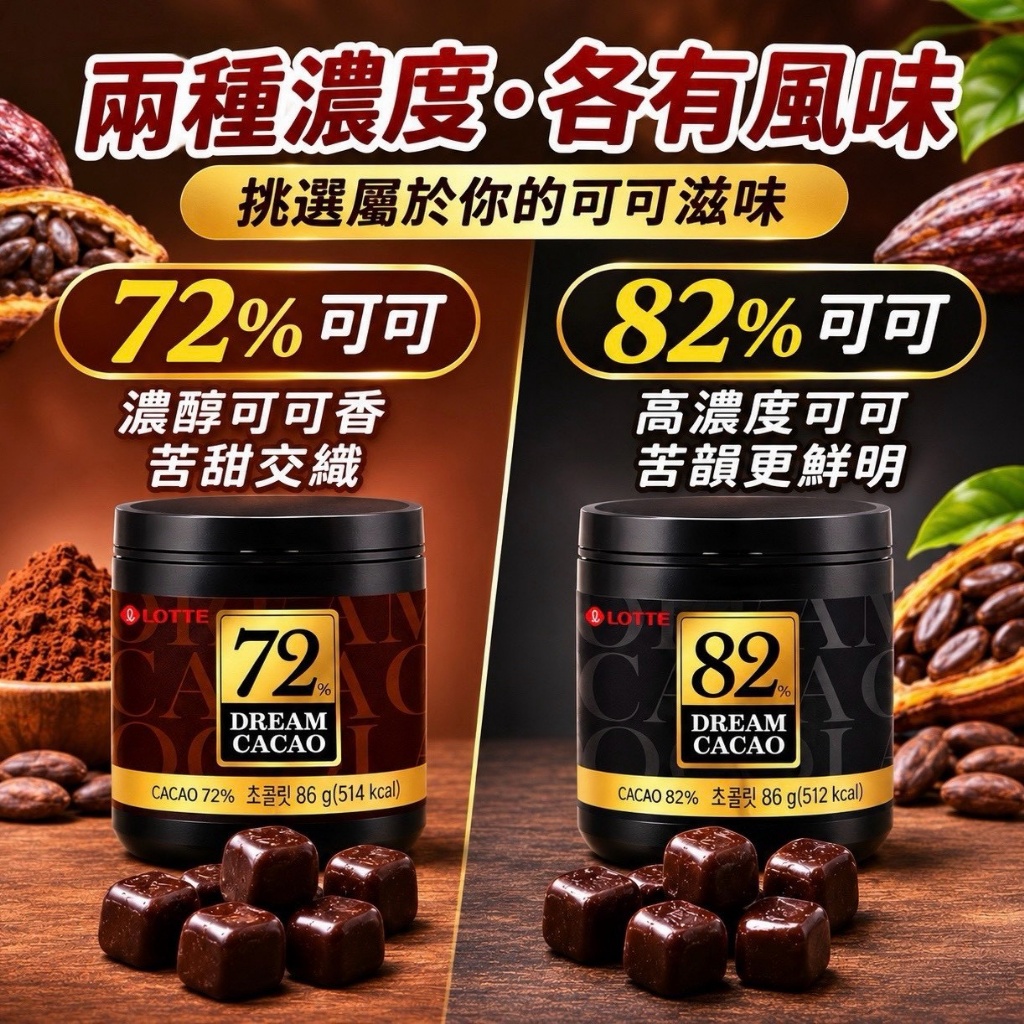 兩種濃度·各有風味
挑選屬於你的可可滋味
72% 可可
濃醇可可香
苦甜交織
82% 可可
高濃度可可
苦韻更鮮明
LOTTE
72%
DREAM
CACAO
CACAO 72% 초콜릿 86 g(514 kcal)
LOTTE
82%
DREAM
CACAO
CACAO 82% 초콜릿 86 g(512 kcal)